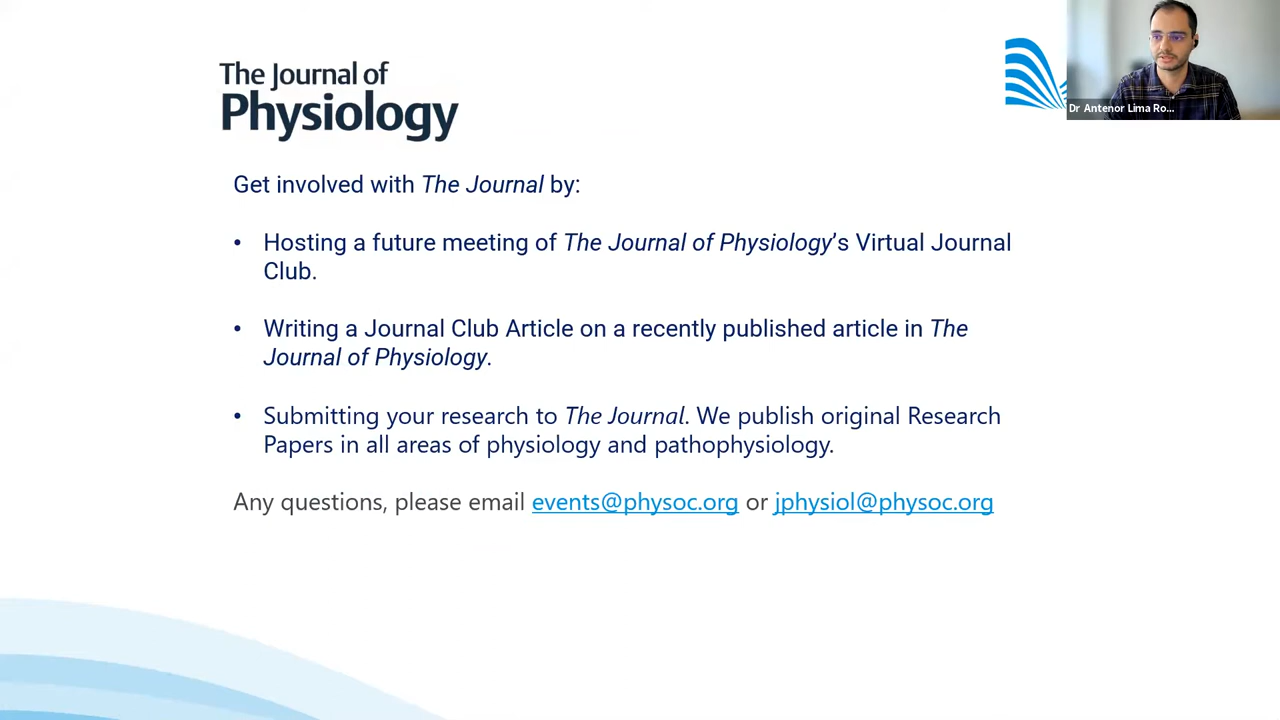 The Journal of
Physiology
Dr Antenor Lima Ro...
Get involved with The Journal by:
• Hosting a future meeting of The Journal of Physiology's Virtual Journal
Club.
• Writing a Journal Club Article on a recently published article in The
Journal of Physiology.
• Submitting your research to The Journal. We publish original Research
Papers in all areas of physiology and pathophysiology.
Any questions, please email events@physoc.org or jphysiol@physoc.org